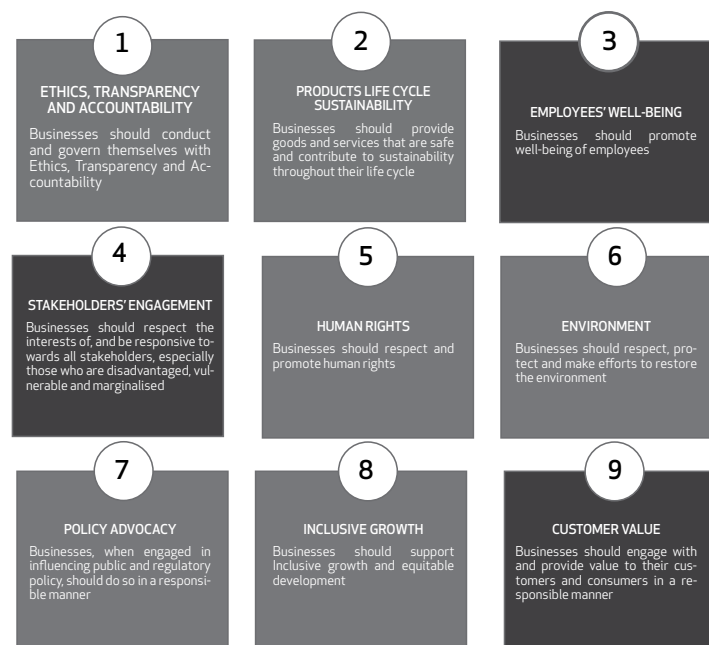 1
ETHICS, TRANSPARENCY
AND ACCOUNTABILITY
Businesses should conduct
and govern themselves with
Ethics, Transparency and Ac-
countability
2
PRODUCTS LIFE CYCLE
SUSTAINABILITY
Businesses should provide
goods and services that are safe
and contribute to sustainability
throughout their life cycle
3
EMPLOYEES' WELL-BEING
Businesses should promote
well-being of employees
4
STAKEHOLDERS' ENGAGEMENT
Businesses should respect the
interests of, and be responsive to-
wards all stakeholders, especially
those who are disadvantaged, vul-
nerable and marginalised
5
HUMAN RIGHTS
Businesses should respect and
promote human rights
6
ENVIRONMENT
Businesses should respect, pro-
tect and make efforts to restore
the environment
7
POLICY ADVOCACY
Businesses, when engaged in
influencing public and regulatory
policy, should do so in a responsi-
ble manner
8
INCLUSIVE GROWTH
Businesses should support
Inclusive growth and equitable
development
9
CUSTOMER VALUE
Businesses should engage with
and provide value to their cus-
tomers and consumers in a re-
sponsible manner